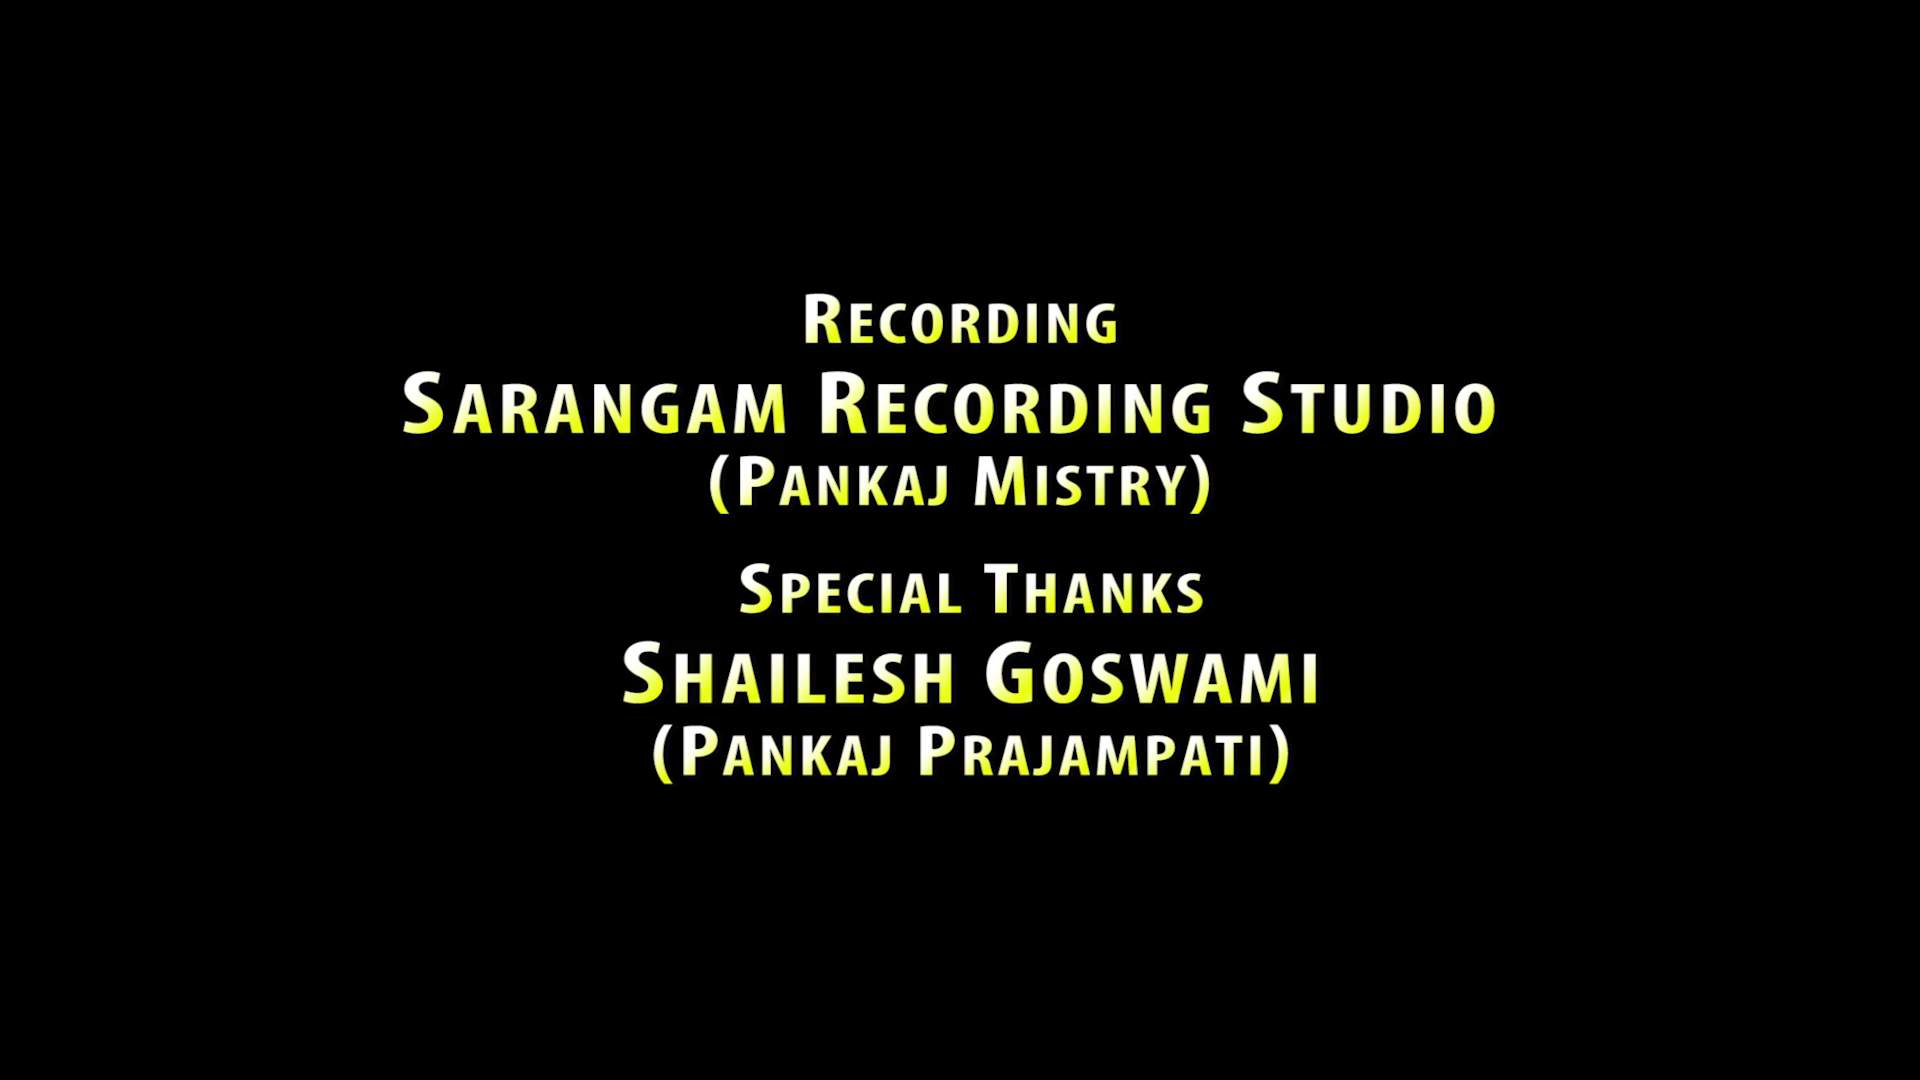 Recording
Sarangam Recording Studio
(Pankaj Mistry)
Special Thanks
Shailesh Goswami
(Pankaj Prajampati)